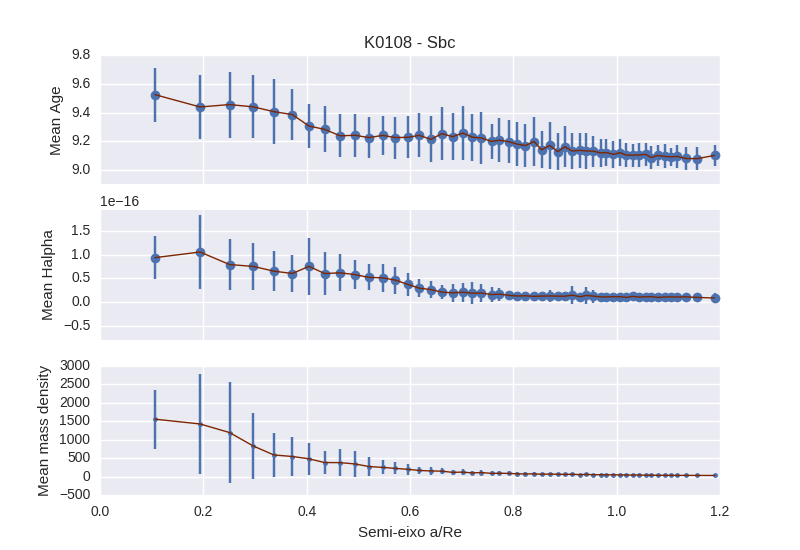 K0108 - Sbc
9.8
9.6
9.4
9.2
9.0
Mean Age
1e−16
1.5
1.0
0.5
0.0
−0.5
Mean Halpha
3000
2500
2000
1500
1000
500
0
−500
Mean mass density
0.0 0.2 0.4 0.6 0.8 1.0 1.2
Semi-eixo a/Re